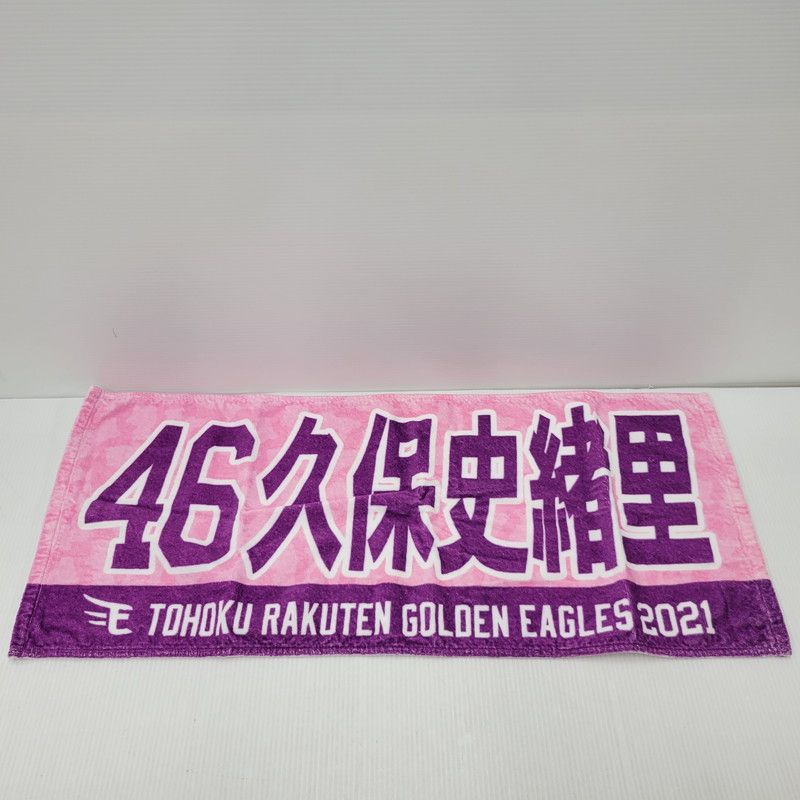 46久保史緒里
E TOHOKU RAKUTEN GOLDEN EAGLES 2021